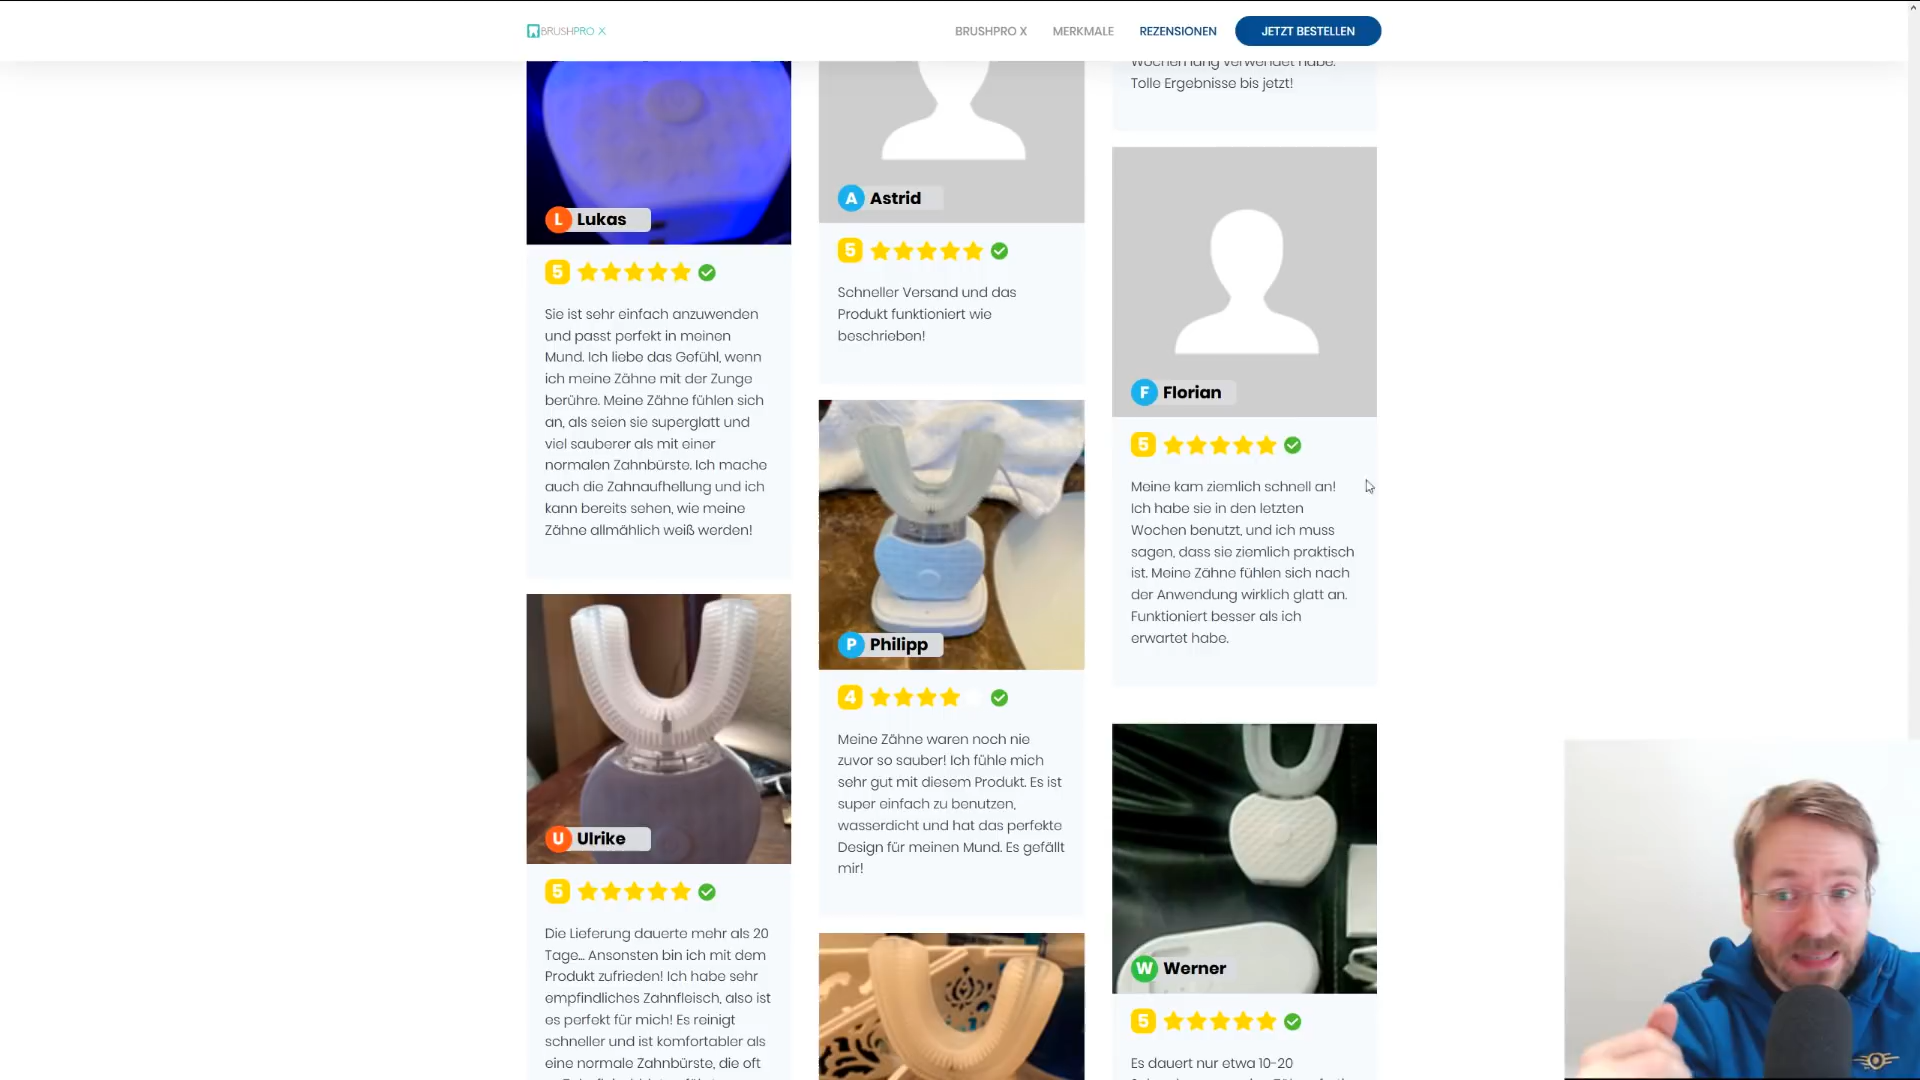 BRUSHPRO X
BRUSHPRO X
MERKMALE
REZENSIONEN
JETZT BESTELLEN
L Lukas
5
Sie ist sehr einfach anzuwenden
und passt perfekt in meinen
Mund. Ich liebe das Gefühl, wenn
ich meine Zähne mit der Zunge
berühre. Meine Zähne fühlen sich
an, als seien sie superglatt und
viel sauberer als mit einer
normalen Zahnbürste. Ich mache
auch die Zahnaufhellung und ich
kann bereits sehen, wie meine
Zähne allmählich weiß werden!
U Ulrike
5
Die Lieferung dauerte mehr als 20
Tage... Ansonsten bin ich mit dem
Produkt zufrieden! Ich habe sehr
empfindliches Zahnfleisch, also ist
es perfekt für mich! Es reinigt
schneller und ist komfortabler als
eine normale Zahnbürste, die oft
A Astrid
5
Schneller Versand und das
Produkt funktioniert wie
beschrieben!
P Philipp
4
Meine Zähne waren noch nie
zuvor so sauber! Ich fühle mich
sehr gut mit diesem Produkt. Es ist
super einfach zu benutzen,
wasserdicht und hat das perfekte
Design für meinen Mund. Es gefällt
mir!
Wochen lang verwendet habe.
Tolle Ergebnisse bis jetzt!
F Florian
5
Meine kam ziemlich schnell an!
Ich habe sie in den letzten
Wochen benutzt, und ich muss
sagen, dass sie ziemlich praktisch
ist. Meine Zähne fühlen sich nach
der Anwendung wirklich glatt an.
Funktioniert besser als ich
erwartet habe.
W Werner
5
Es dauert nur etwa 10-20